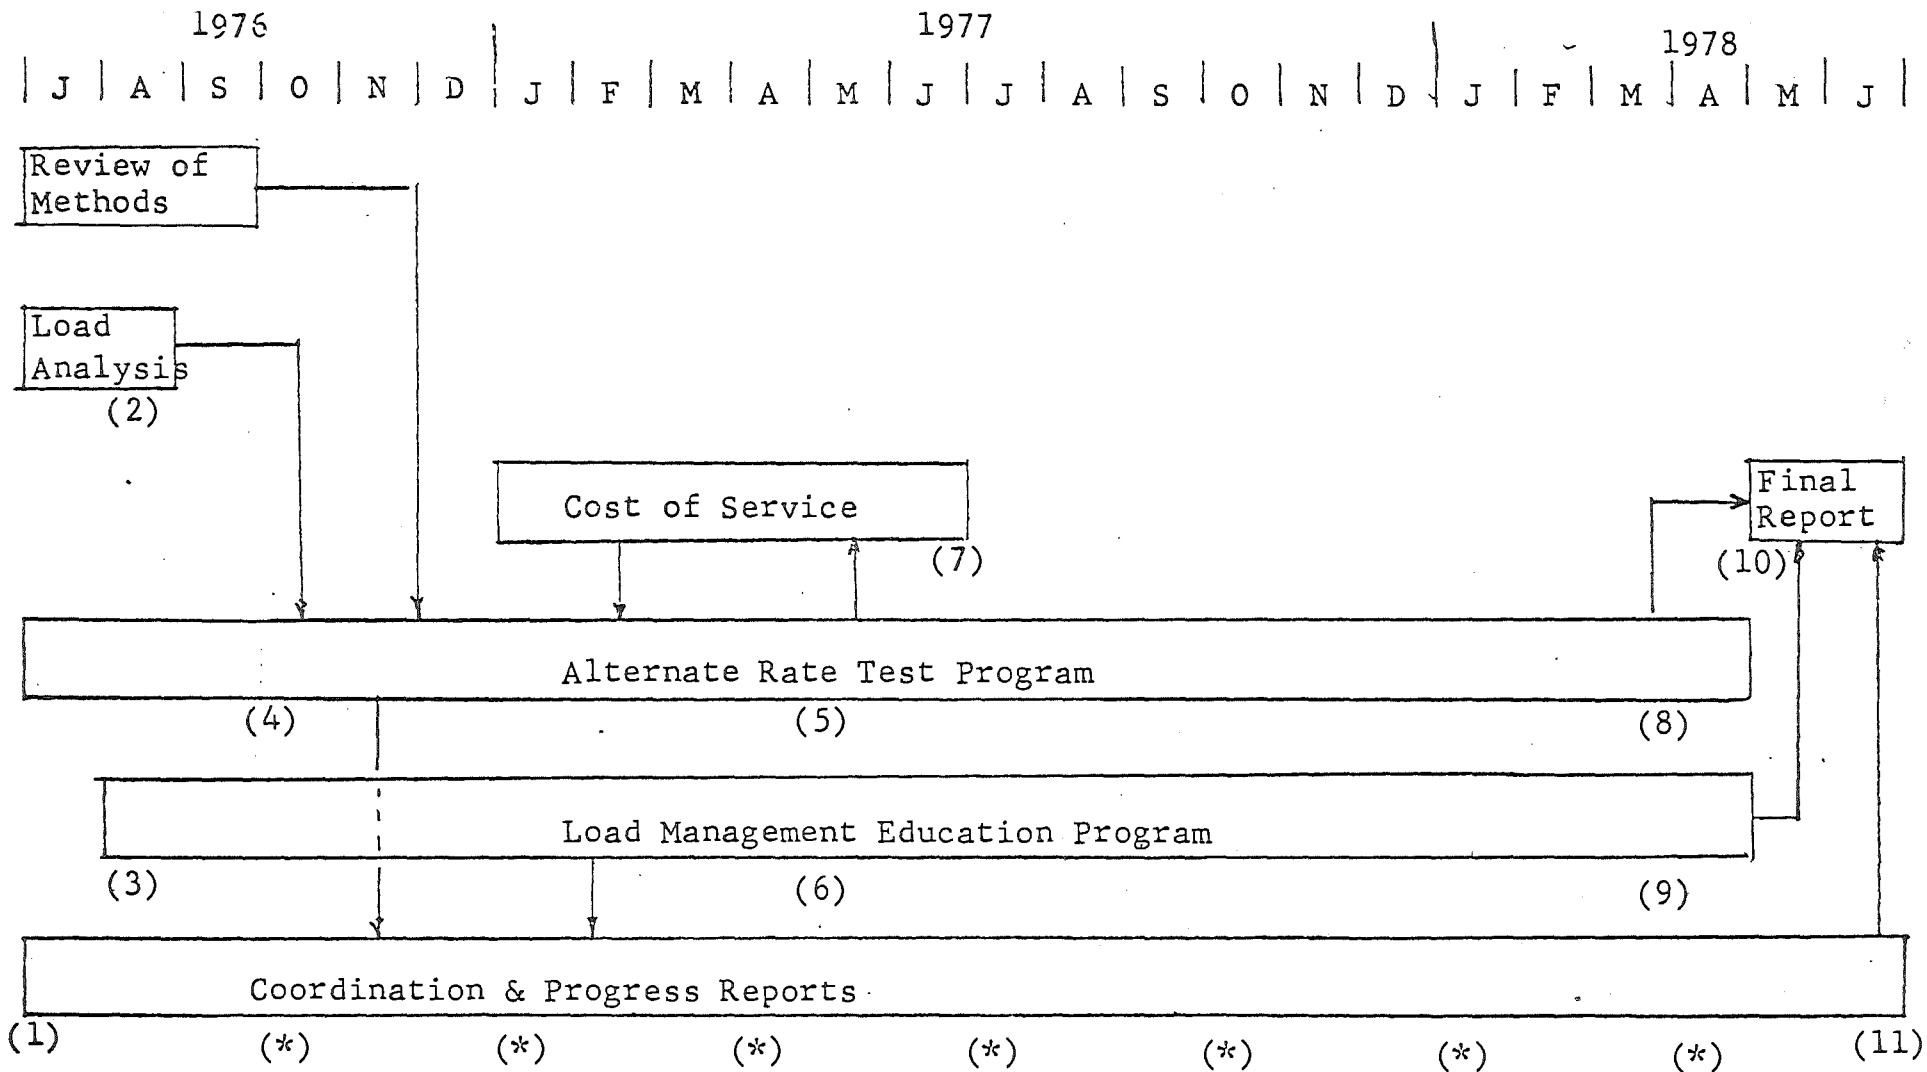 1976 1977 1978
J A S O N D J F M A M J J A S O N D J F M A M J
Review of
Methods
Load
Analysis
(2)
Cost of Service
(7)
Final
Report
(10)
Alternate Rate Test Program
(4) (5) (8)
Load Management Education Program
(3) (6) (9)
Coordination & Progress Reports
(1) (*) (*) (*) (*) (*) (*) (*) (11)